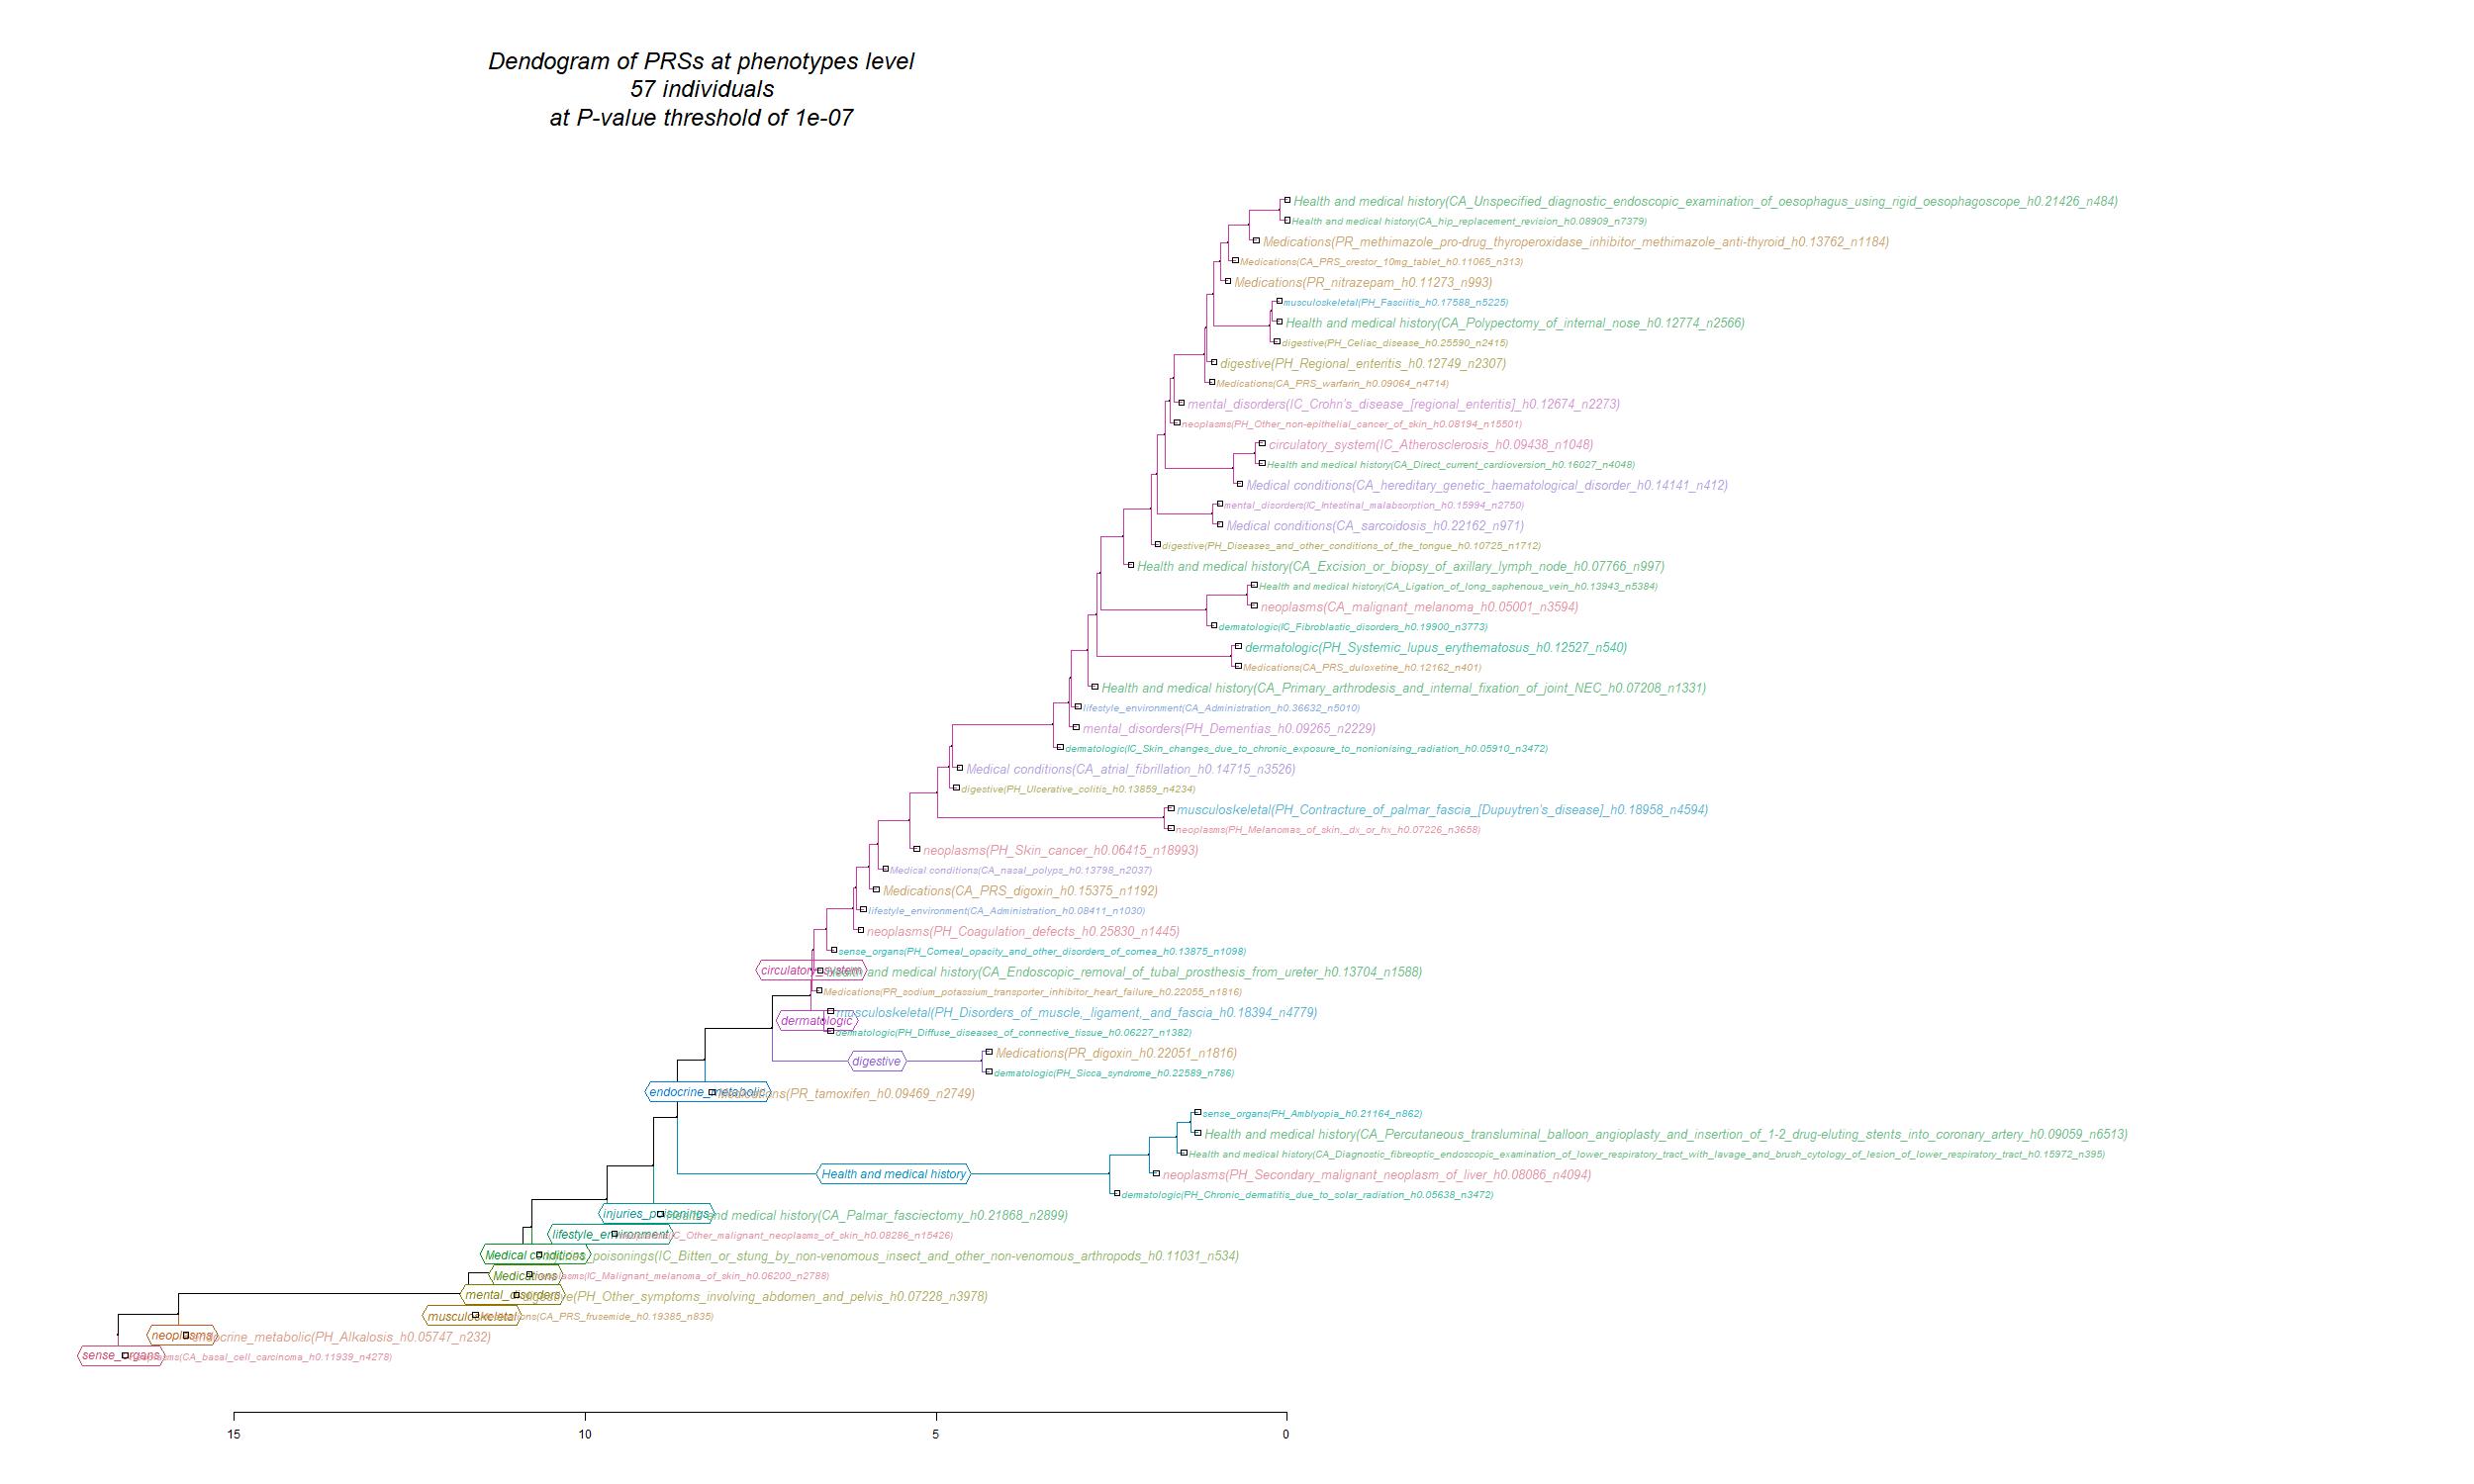 Dendogram of PRSs at phenotypes level
57 individuals
at P-value threshold of 1e-07
Health and medical history(CA_Unspecified_diagnostic_endoscopic_examination_of_oesophagus_using_rigid_oesophagoscope_h0.21426_n484)
Health and medical history(CA_hip_replacement_revision_h0.08909_n7379)
Medications(PR_methimazole_pro-drug_thyroperoxidase_inhibitor_methimazole_anti-thyroid_h0.13762_n1184)
Medications(CA_PRS_crestor_10mg_tablet_h0.11065_n313)
Medications(PR_nitrazepam_h0.11273_n993)
musculoskeletal(PH_Fasciitis_h0.17588_n5225)
Health and medical history(CA_Polypectomy_of_internal_nose_h0.12774_n2566)
digestive(PH_Celiac_disease_h0.25590_n2415)
digestive(PH_Regional_enteritis_h0.12749_n2307)
Medications(CA_PRS_warfarin_h0.09064_n4714)
mental_disorders(IC_Crohn's_disease_[regional_enteritis]_h0.12674_n2273)
neoplasms(PH_Other_non-epithelial_cancer_of_skin_h0.08194_n15501)
circulatory_system(IC_Atherosclerosis_h0.09438_n1048)
Health and medical history(CA_Direct_current_cardioversion_h0.16027_n4048)
Medical conditions(CA_hereditary_genetic_haematological_disorder_h0.14141_n412)
mental_disorders(IC_Intestinal_malabsorption_h0.15994_n2750)
Medical conditions(CA_sarcoidosis_h0.22162_n971)
digestive(PH_Diseases_and_other_conditions_of_the_tongue_h0.10725_n1712)
Health and medical history(CA_Excision_or_biopsy_of_axillary_lymph_node_h0.07766_n997)
Health and medical history(CA_Ligation_of_long_saphenous_vein_h0.13943_n5384)
neoplasms(CA_malignant_melanoma_h0.05001_n3594)
dermatologic(IC_Fibroblastic_disorders_h0.19900_n3773)
dermatologic(PH_Systemic_lupus_erythematosus_h0.12527_n540)
Medications(CA_PRS_duloxetine_h0.12162_n401)
Health and medical history(CA_Primary_arthrodesis_and_internal_fixation_of_joint_NEC_h0.07208_n1331)
lifestyle_environment(CA_Administration_h0.36632_n5010)
mental_disorders(PH_Dementias_h0.09265_n2229)
dermatologic(IC_Skin_changes_due_to_chronic_exposure_to_nonionising_radiation_h0.05910_n3472)
Medical conditions(CA_atrial_fibrillation_h0.14715_n3526)
digestive(PH_Ulcerative_colitis_h0.13859_n4234)
musculoskeletal(PH_Contracture_of_palmar_fascia_[Dupuytren's_disease]_h0.18958_n4594)
neoplasms(PH_Melanomas_of_skin,_dx_or_hx_h0.07226_n3658)
neoplasms(PH_Skin_cancer_h0.06415_n18993)
Medical conditions(CA_nasal_polyps_h0.13798_n2037)
Medications(CA_PRS_digoxin_h0.15375_n1192)
lifestyle_environment(CA_Administration_h0.08411_n1030)
neoplasms(PH_Coagulation_defects_h0.25830_n1445)
sense_organs(PH_Corneal_opacity_and_other_disorders_of_cornea_h0.13875_n1098)
circulatory_system Health and medical history(CA_Endoscopic_removal_of_tubal_prosthesis_from_ureter_h0.13704_n1588)
Medications(PR_sodium_potassium_transporter_inhibitor_heart_failure_h0.22055_n1816)
dermatologic musculoskeletal(PH_Disorders_of_muscle,_ligament,_and_fascia_h0.18394_n4779)
dermatologic(PH_Diffuse_diseases_of_connective_tissue_h0.06227_n1382)
digestive Medications(PR_digoxin_h0.22051_n1816)
dermatologic(PH_Sicca_syndrome_h0.22589_n786)
endocrine_metabolic Medications(PR_tamoxifen_h0.09469_n2749)
sense_organs(PH_Amblyopia_h0.21164_n862)
Health and medical history(CA_Percutaneous_transluminal_balloon_angioplasty_and_insertion_of_1-2_drug-eluting_stents_into_coronary_artery_h0.09059_n6513)
Health and medical history(CA_Diagnostic_fibreoptic_endoscopic_examination_of_lower_respiratory_tract_with_lavage_and_brush_cytology_of_lesion_of_lower_respiratory_tract_h0.15972_n395)
Health and medical history neoplasms(PH_Secondary_malignant_neoplasm_of_liver_h0.08086_n4094)
dermatologic(PH_Chronic_dermatitis_due_to_solar_radiation_h0.05638_n3472)
injuries_poisonings Health and medical history(CA_Palmar_fasciectomy_h0.21868_n2899)
lifestyle_environment neoplasms(IC_Other_malignant_neoplasms_of_skin_h0.08286_n15426)
Medical conditions injuries_poisonings(IC_Bitten_or_stung_by_non-venomous_insect_and_other_non-venomous_arthropods_h0.11031_n534)
Medications neoplasms(IC_Malignant_melanoma_of_skin_h0.06200_n2788)
mental_disorders digestive(PH_Other_symptoms_involving_abdomen_and_pelvis_h0.07228_n3978)
musculoskeletal Medications(CA_PRS_frusemide_h0.19385_n835)
neoplasms endocrine_metabolic(PH_Alkalosis_h0.05747_n232)
sense_organs neoplasms(CA_basal_cell_carcinoma_h0.11939_n4278)
15 10 5 0